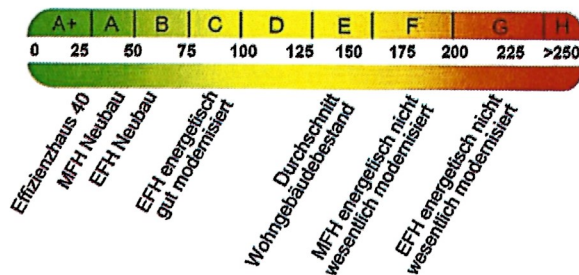 A+ A B C D E F G H
0 25 50 75 100 125 150 175 200 225 >250
Effizienzhaus 40
MFH Neubau
EFH Neubau
EFH energetisch
gut modernisiert
Durchschnitt
Wohngebäudebestand
MFH energetisch nicht
wesentlich modernisiert
EFH energetisch nicht
wesentlich modernisiert